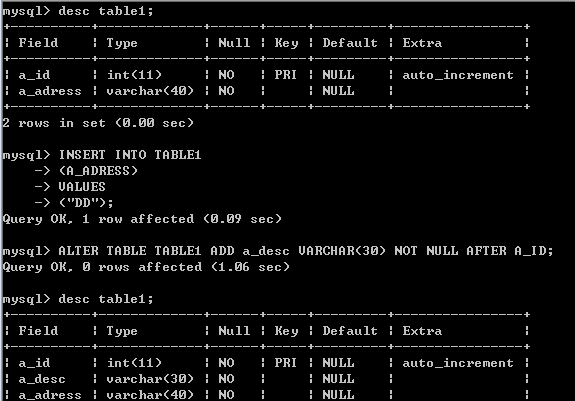 mysql> desc table1;
+----------+-------------+------+-----+---------+----------------+
| Field    | Type        | Null | Key | Default | Extra          |
+----------+-------------+------+-----+---------+----------------+
| a_id     | int(11)     | NO   | PRI | NULL    | auto_increment |
| a_adress | varchar(40) | NO   |     | NULL    |                |
+----------+-------------+------+-----+---------+----------------+
2 rows in set (0.00 sec)
mysql> INSERT INTO TABLE1
    -> (A_ADRESS)
    -> VALUES
    -> ("DD");
Query OK, 1 row affected (0.09 sec)
mysql> ALTER TABLE TABLE1 ADD a_desc VARCHAR(30) NOT NULL AFTER A_ID;
Query OK, 0 rows affected (1.06 sec)
mysql> desc table1;
+----------+-------------+------+-----+---------+----------------+
| Field    | Type        | Null | Key | Default | Extra          |
+----------+-------------+------+-----+---------+----------------+
| a_id     | int(11)     | NO   | PRI | NULL    | auto_increment |
| a_desc   | varchar(30) | NO   |     | NULL    |                |
| a_adress | varchar(40) | NO   |     | NULL    |                |